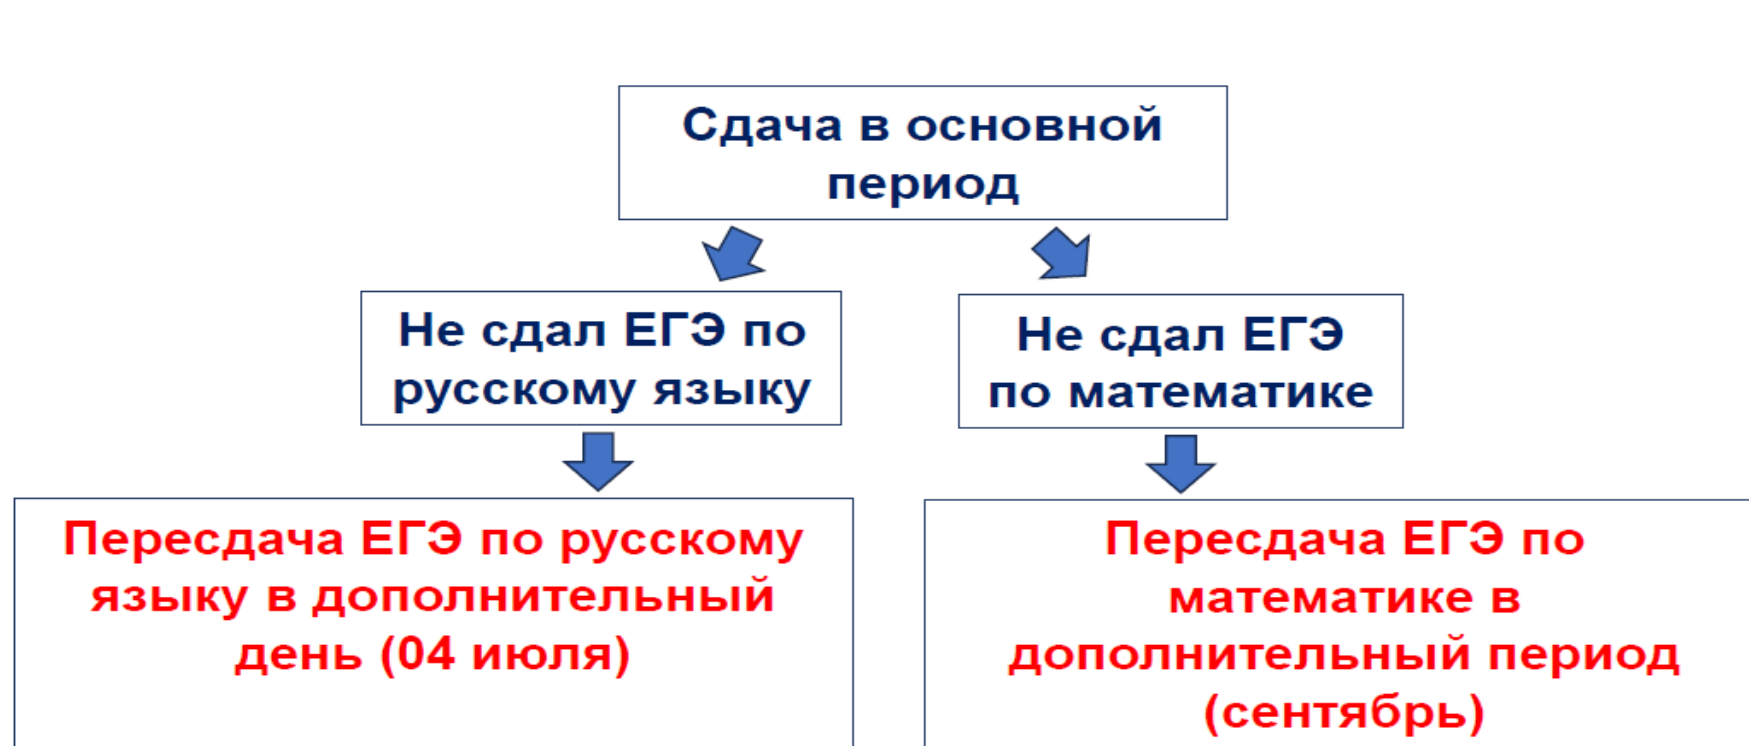 Сдача в основной
период
Не сдал ЕГЭ по
русскому языку
Не сдал ЕГЭ
по математике
Пересдача ЕГЭ по русскому
языку в дополнительный
день (04 июля)
Пересдача ЕГЭ по
математике в
дополнительный период
(сентябрь)